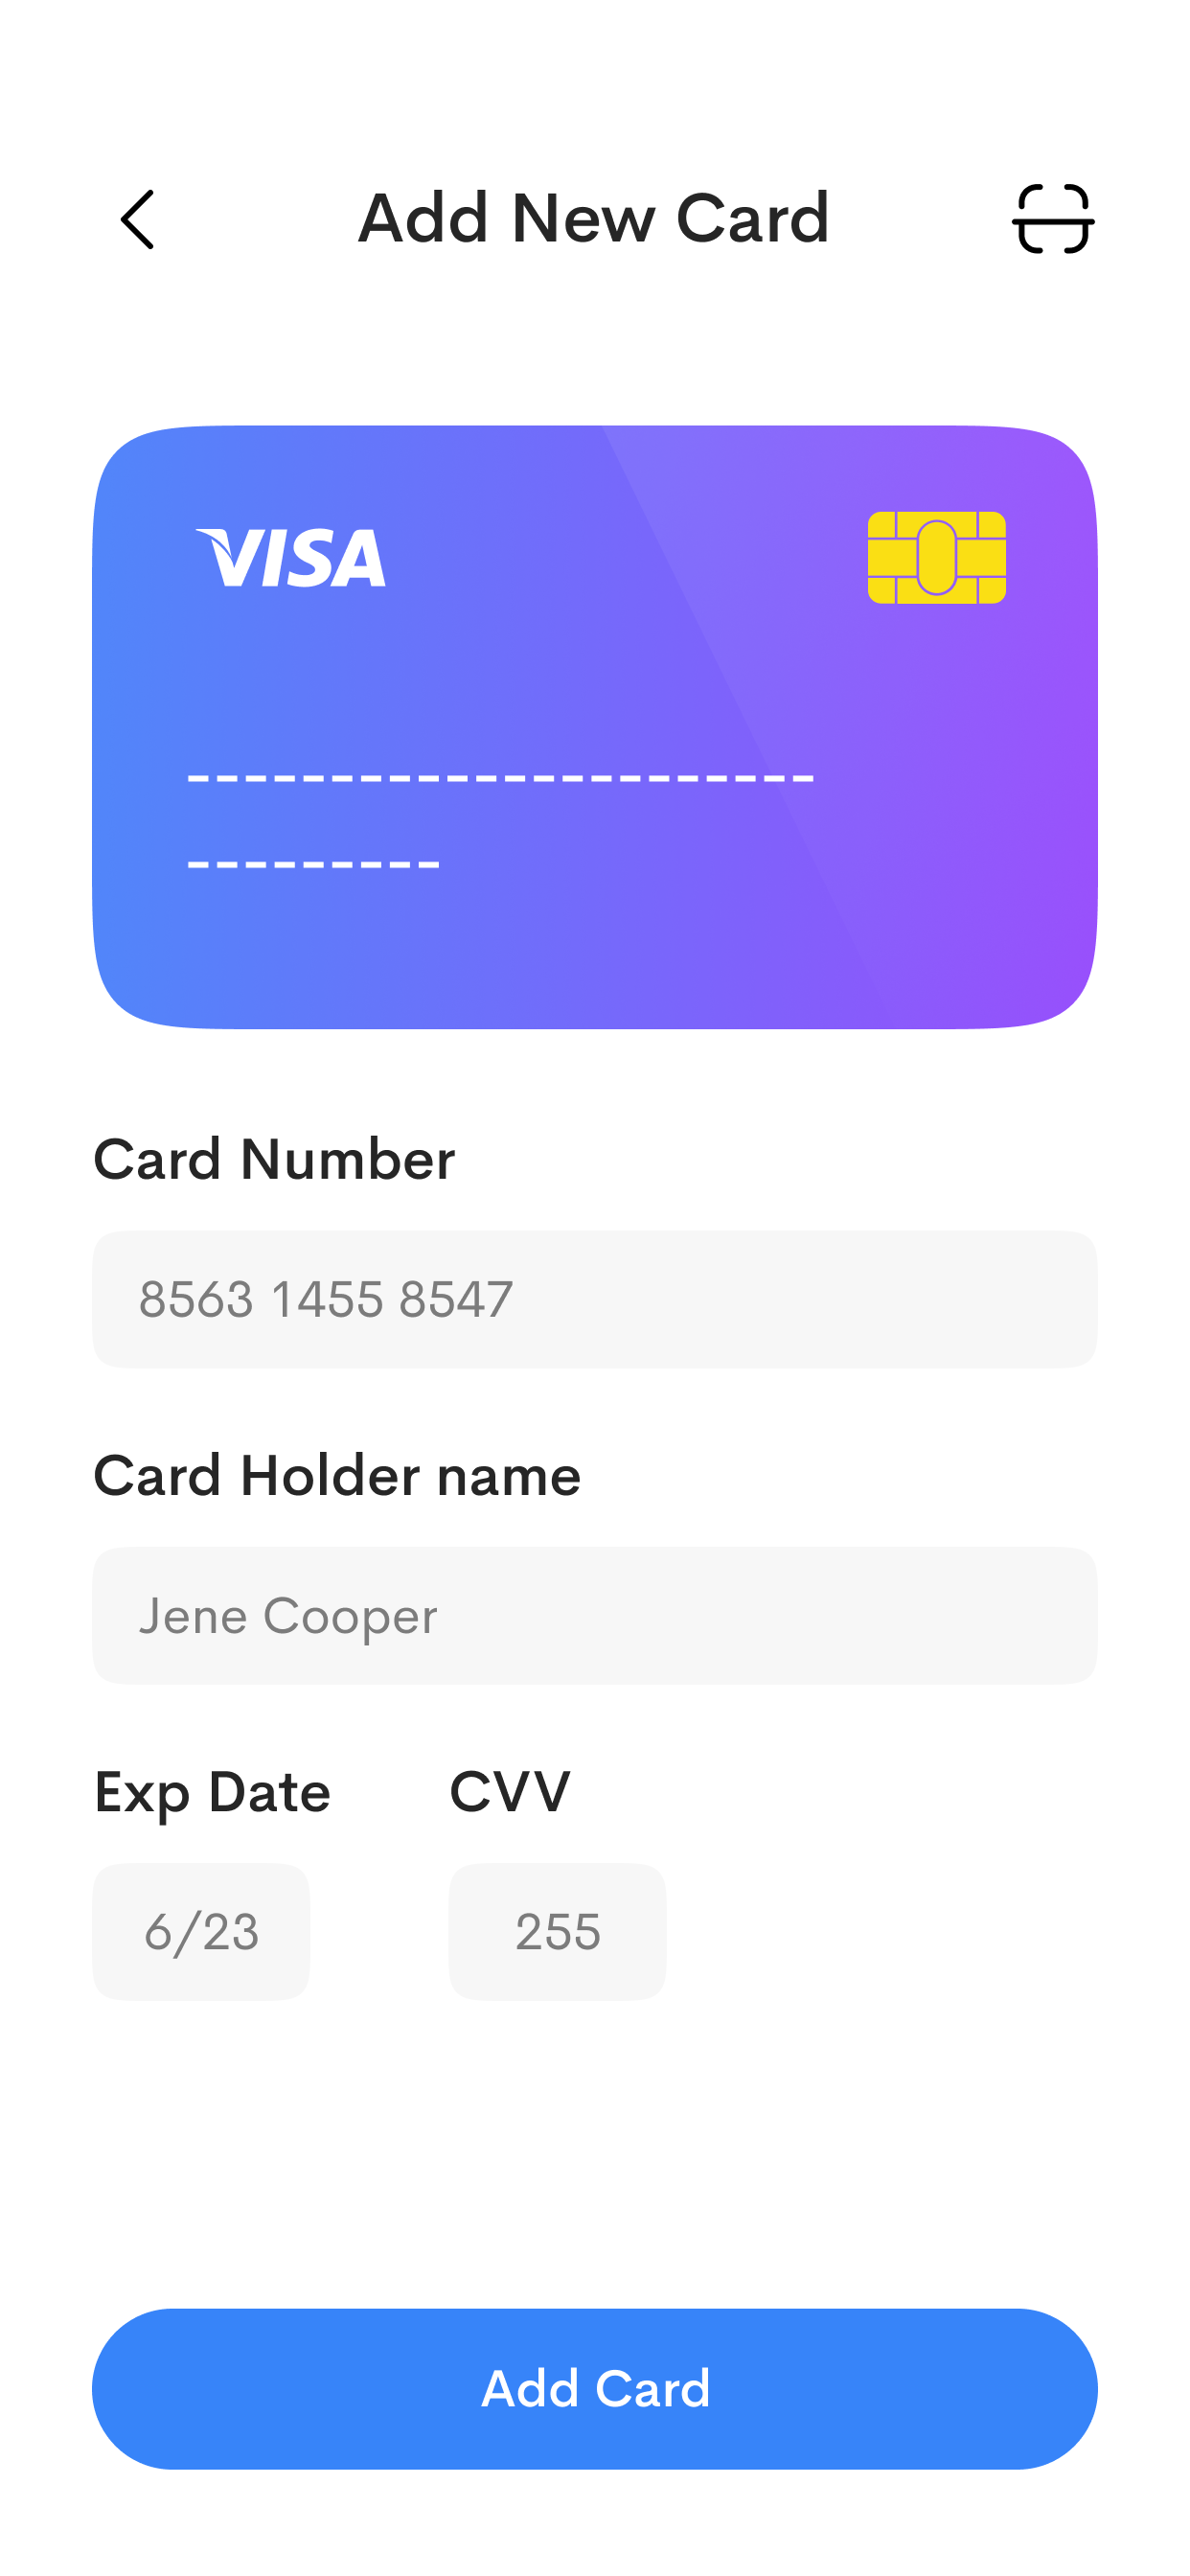 Add New Card
VISA
----------------------
---------
Card Number
8563 1455 8547
Card Holder name
Jene Cooper
Exp Date CVV
6/23 255
Add Card